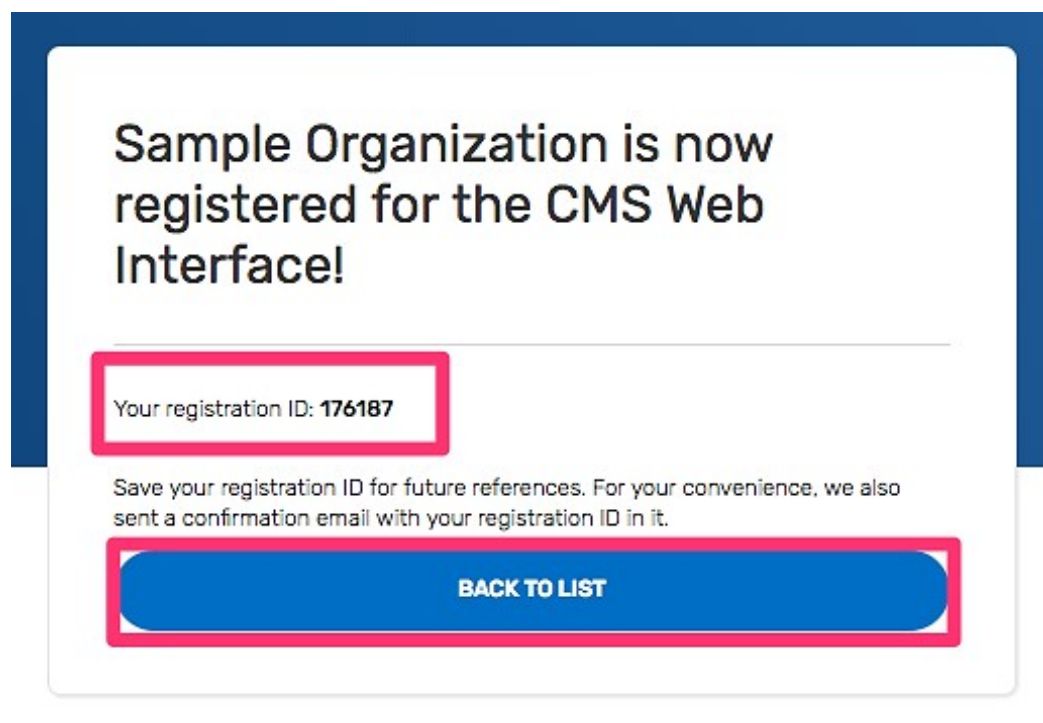 Sample Organization is now
registered for the CMS Web
Interface!
Your registration ID: 176187
Save your registration ID for future references. For your convenience, we also
sent a confirmation email with your registration ID in it.
BACK TO LIST